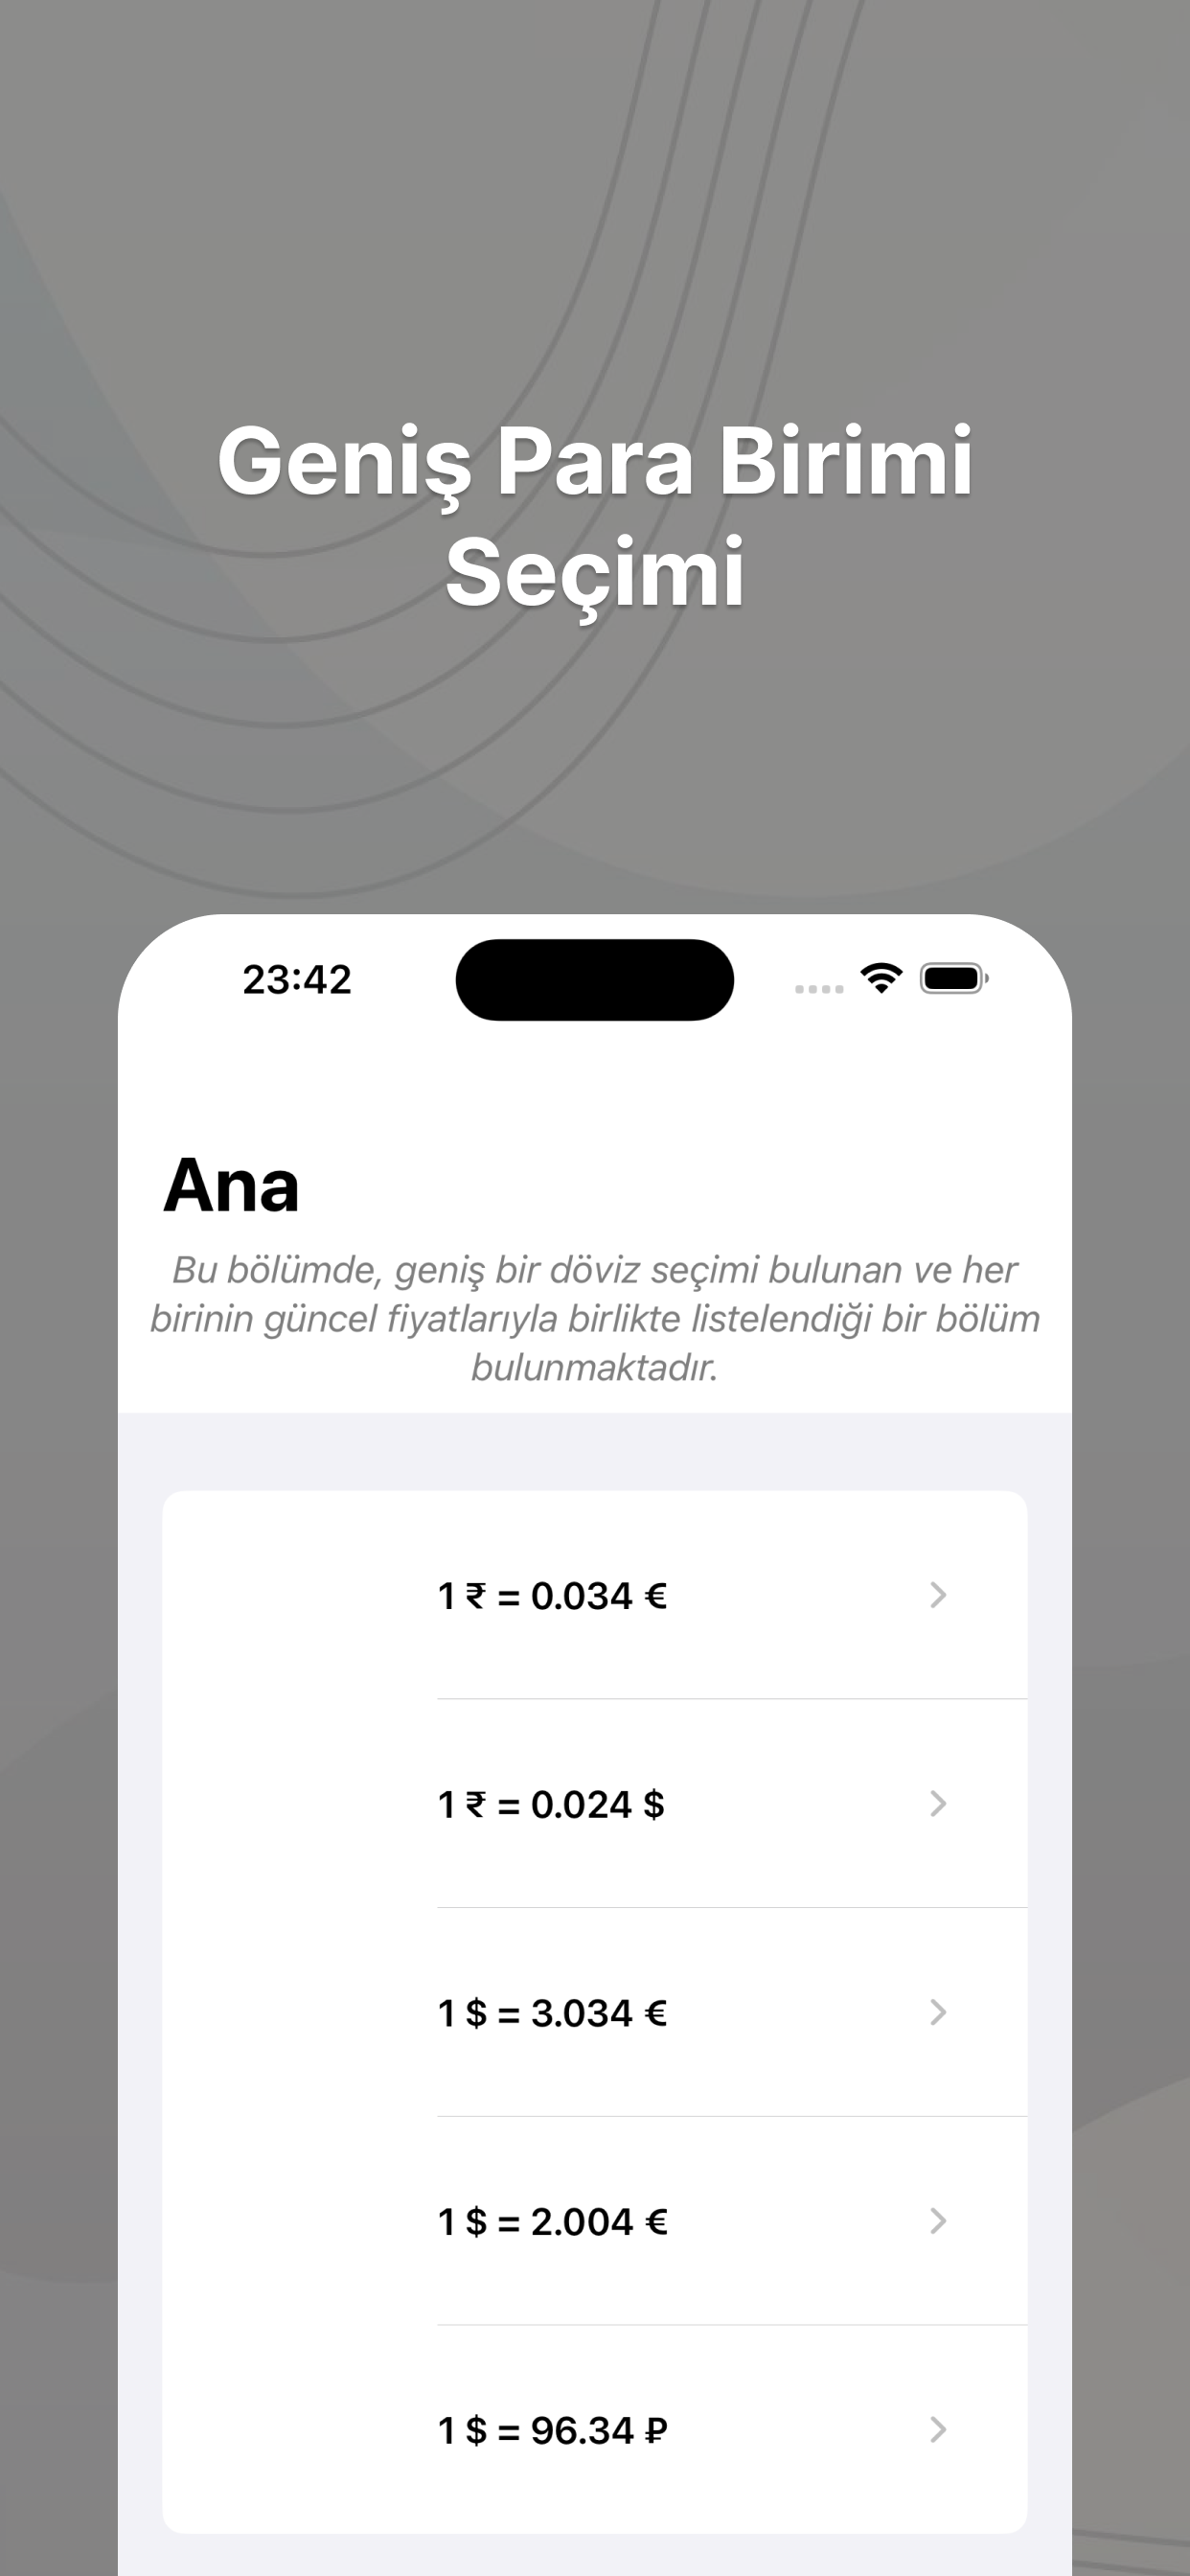 Geniş Para Birimi
Seçimi
23:42
Ana
Bu bölümde, geniş bir döviz seçimi bulunan ve her
birinin güncel fiyatlarıyla birlikte listelendiği bir bölüm
bulunmaktadır.
1 ₹ = 0.034 €
1 ₹ = 0.024 $
1 $ = 3.034 €
1 $ = 2.004 €
1 $ = 96.34 ₽